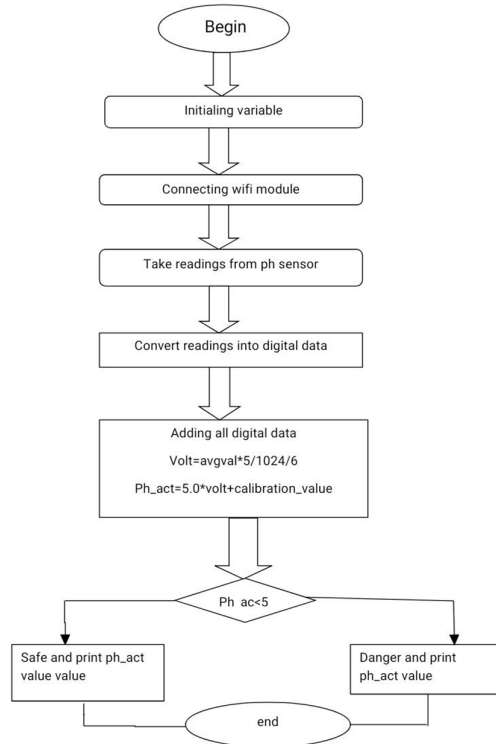 Begin
Initialing variable
Connecting wifi module
Take readings from ph sensor
Convert readings into digital data
Adding all digital data
Volt=avgval*5/1024/6
Ph_act=5.0*volt+calibration_value
Ph ac<5
Safe and print ph_act
value value
Danger and print
ph_act value
end